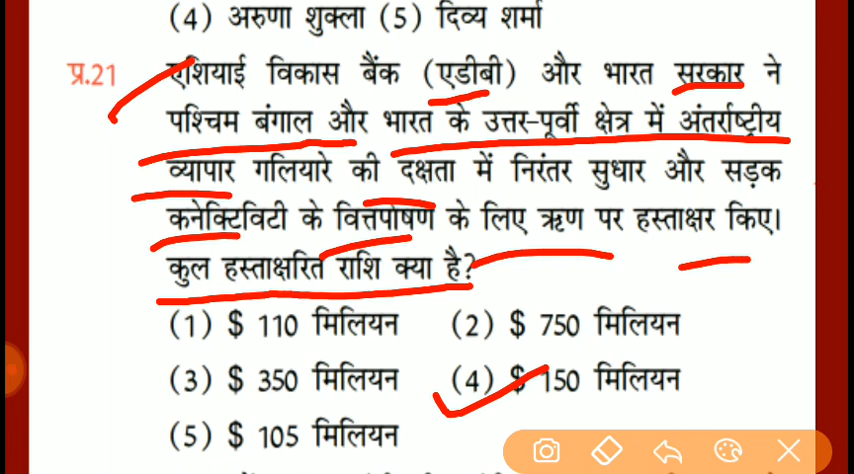 (4) अरुणा शुक्ला (5) दिव्य शर्मा
प्र.21 एशियाई विकास बैंक (एडीबी) और भारत सरकार ने
पश्चिम बंगाल और भारत के उत्तर-पूर्वी क्षेत्र में अंतर्राष्ट्रीय
व्यापार गलियारे की दक्षता में निरंतर सुधार और सड़क
कनेक्टिविटी के वित्तपोषण के लिए ऋण पर हस्ताक्षर किए।
कुल हस्ताक्षरित राशि क्या है?
(1) $ 110 मिलियन (2) $ 750 मिलियन
(3) $ 350 मिलियन (4) $ 150 मिलियन
(5) $ 105 मिलियन